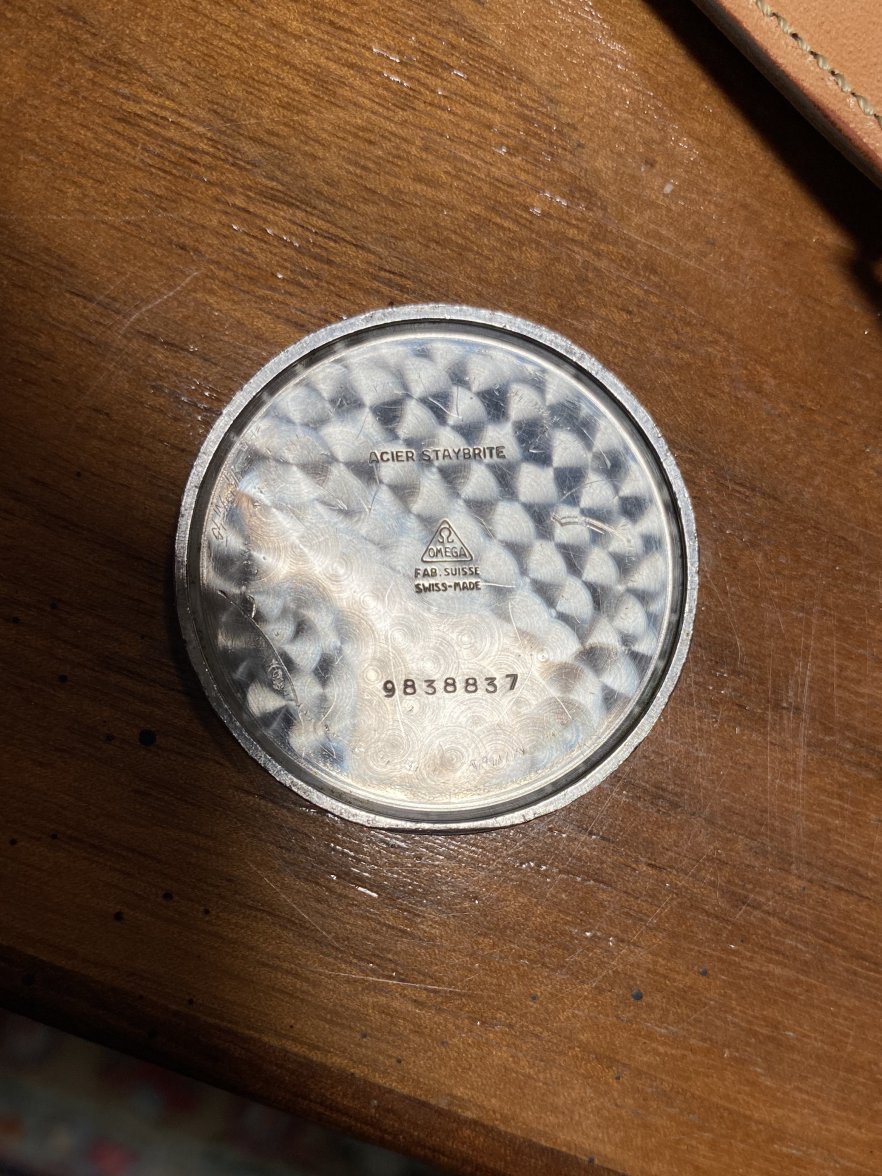 ACIER STAYBRITE
Ω
OMEGA
FAB. SUISSE
SWISS-MADE
9838837